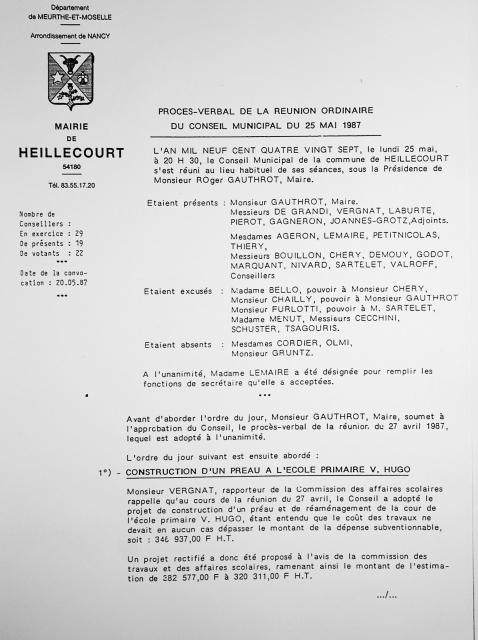 Département
de MEURTHE-ET-MOSELLE
Arrondissement de NANCY
MAIRIE
DE
HEILLECOURT
54180
Tél. 83.55.17.20
Nombre de
Conseillers :
En exercice : 29
De présents : 19
De votants : 22
***
Date de la convo-
cation : 20.05.87
***
PROCES-VERBAL DE LA REUNION ORDINAIRE
DU CONSEIL MUNICIPAL DU 25 MAI 1987
L'AN MIL NEUF CENT QUATRE VINGT SEPT, le lundi 25 mai,
à 20 H 30, le Conseil Municipal de la commune de HEILLECOURT
s'est réuni au lieu habituel de ses séances, sous la Présidence de
Monsieur ROger GAUTHROT, Maire.
Etaient présents : Monsieur GAUTHROT, Maire.
Messieurs DE GRANDI, VERGNAT, LABURTE,
PIEROT, GAGNERON, JOANNES-GROTZ,Adjoints.
Mesdames AGERON, LEMAIRE, PETITNICOLAS,
THIERY,
Messieurs BOUILLON, CHERY, DEMOUY, GODOT,
MARQUANT, NIVARD, SARTELET, VALROFF,
Conseillers
Etaient excusés : Madame BELLO, pouvoir à Monsieur CHERY,
Monsieur CHAILLY, pouvoir à Monsieur GAUTHROT
Monsieur FURLOTTI, pouvoir à M. SARTELET,
Madame MENUT, Messieurs CECCHINI,
SCHUSTER, TSAGOURIS.
Etaient absents : Mesdames CORDIER, OLMI,
Monsieur GRUNTZ.
A l'unanimité, Madame LEMAIRE a été désignée pour remplir les
fonctions de secrétaire qu'elle a acceptées.
***
Avant d'aborder l'ordre du jour, Monsieur GAUTHROT, Maire, soumet à
l'approbation du Conseil, le procès-verbal de la réunion du 27 avril 1987,
lequel est adopté à l'unanimité.
L'ordre du jour suivant est ensuite abordé :
1°) - CONSTRUCTION D'UN PREAU A L'ECOLE PRIMAIRE V. HUGO
Monsieur VERGNAT, rapporteur de la Commission des affaires scolaires
rappelle qu'au cours de la réunion du 27 avril, le Conseil a adopté le
projet de construction d'un préau et de réaménagement de la cour de
l'école primaire V. HUGO, étant entendu que le coût des travaux ne
devait en aucun cas dépasser le montant de la dépense subventionnable,
soit : 346 937,00 F H.T.
Un projet rectifié a donc été proposé à l'avis de la commission des
travaux et des affaires scolaires, ramenant ainsi le montant de l'estima-
tion de 382 577,00 F à 320 311,00 F H.T.
.../...